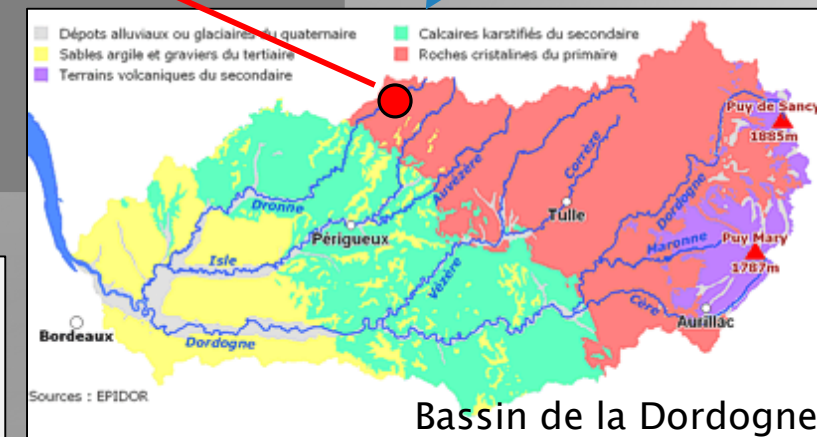 Dépôts alluviaux ou glaciaires du quaternaire
Sables argile et graviers du tertiaire
Terrains volcaniques du secondaire
Calcaires karstifiés du secondaire
Roches cristalines du primaire
Puy de Sancy
1885m
Corrèze
Auvézère
Dronne
Tulle
Dordogne
Périgueux
Isle
Vézère
Maronne
Puy Mary
1787m
Cère
Aurillac
Bordeaux
Dordogne
Sources : EPIDOR
Bassin de la Dordogne